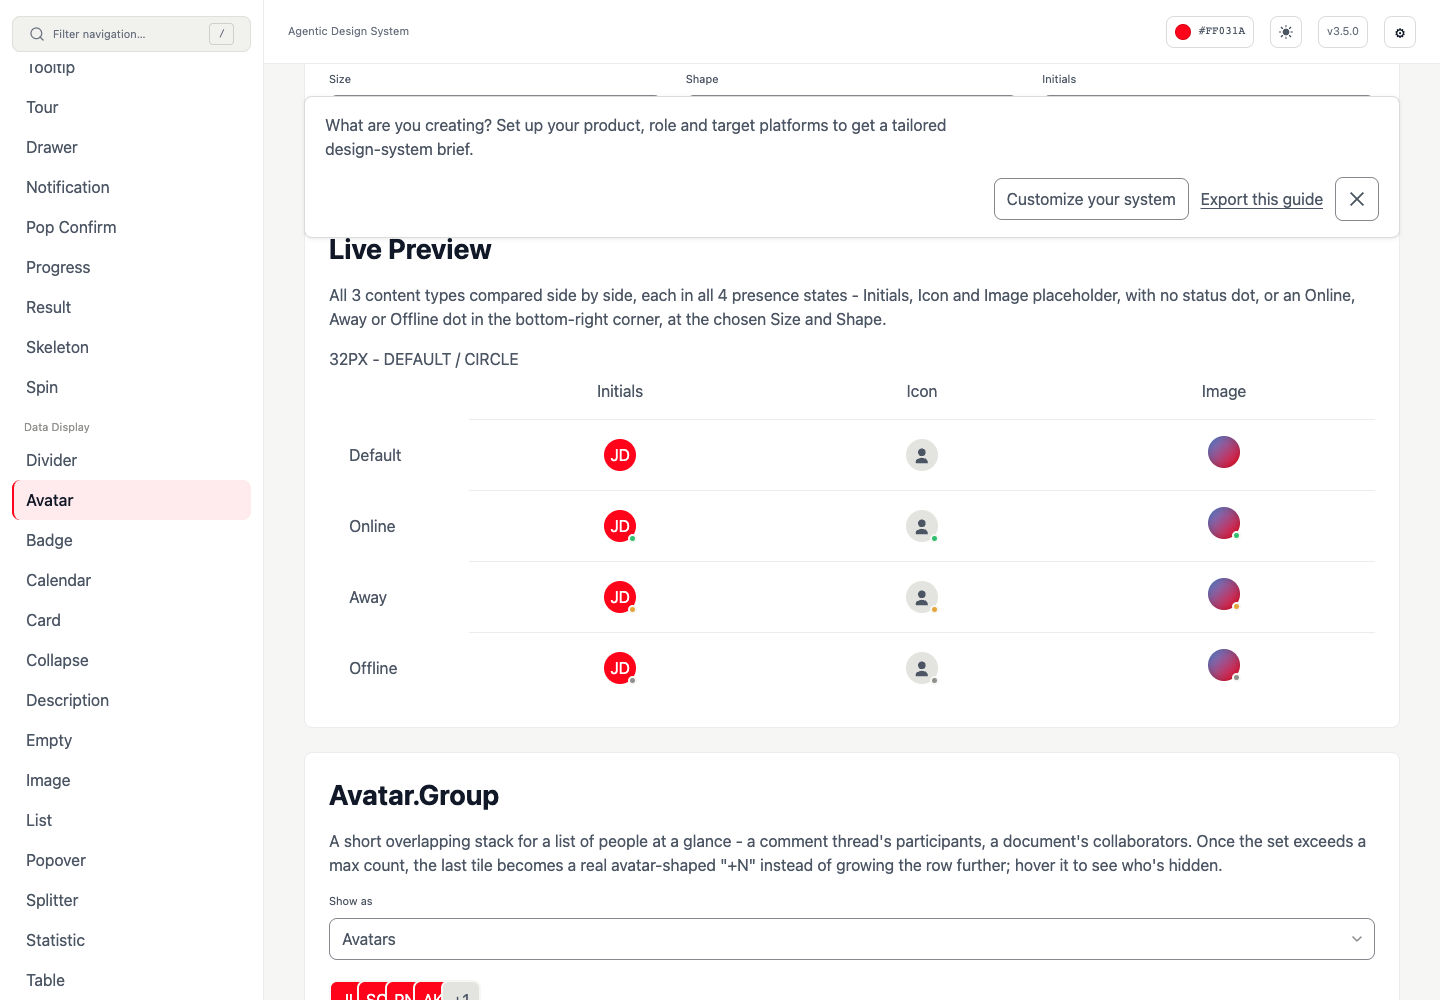 Filter navigation...
/
Tooltip
Tour
Drawer
Notification
Pop Confirm
Progress
Result
Skeleton
Spin
Data Display
Divider
Avatar
Badge
Calendar
Card
Collapse
Description
Empty
Image
List
Popover
Splitter
Statistic
Table
Agentic Design System
#FF031A
v3.5.0
Size
Shape
Initials
What are you creating? Set up your product, role and target platforms to get a tailored
design-system brief.
Customize your system
Export this guide
Live Preview
All 3 content types compared side by side, each in all 4 presence states - Initials, Icon and Image placeholder, with no status dot, or an Online,
Away or Offline dot in the bottom-right corner, at the chosen Size and Shape.
32PX - DEFAULT / CIRCLE
Initials
Icon
Image
Default
JD
Online
JD
Away
JD
Offline
JD
Avatar.Group
A short overlapping stack for a list of people at a glance - a comment thread's participants, a document's collaborators. Once the set exceeds a
max count, the last tile becomes a real avatar-shaped "+N" instead of growing the row further; hover it to see who's hidden.
Show as
Avatars
+1